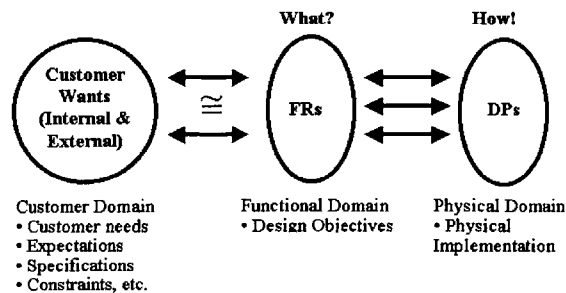 What?
How!
Customer
Wants
(Internal &
External)
≅
FRs
DPs
Customer Domain
• Customer needs
• Expectations
• Specifications
• Constraints, etc.
Functional Domain
• Design Objectives
Physical Domain
• Physical
Implementation